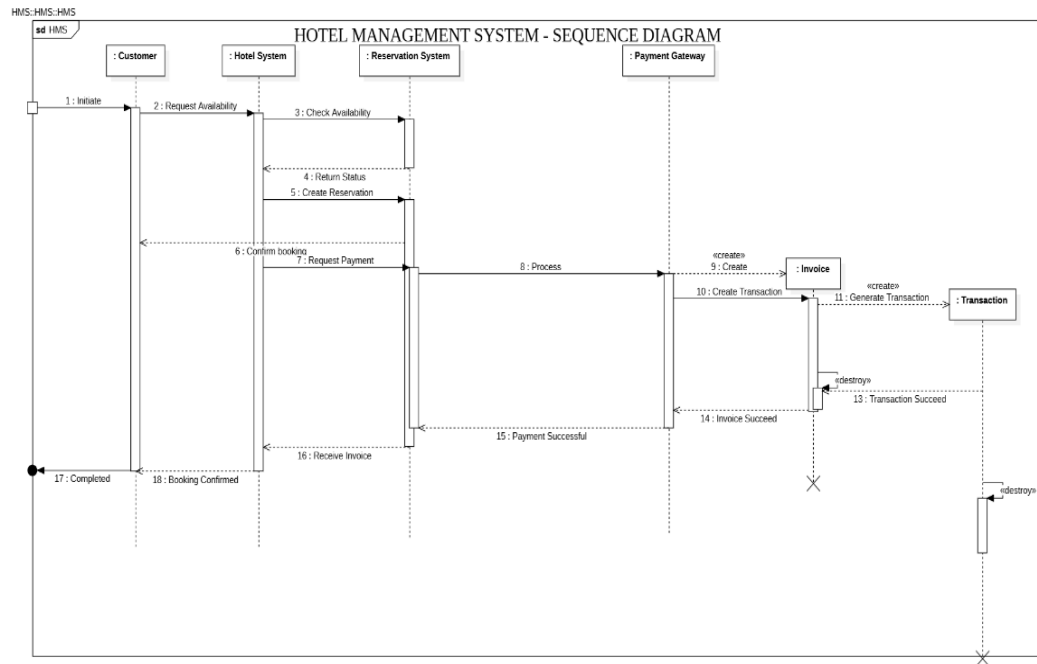 HMS::HMS::HMS
sd HMS
HOTEL MANAGEMENT SYSTEM - SEQUENCE DIAGRAM
: Customer
: Hotel System
: Reservation System
: Payment Gateway
1 : Initiate
2 : Request Availability
3 : Check Availability
4 : Return Status
5 : Create Reservation
6 : Confirm booking
7 : Request Payment
8 : Process
«create»
9 : Create
: Invoice
10 : Create Transaction
«create»
11 : Generate Transaction
: Transaction
«destroy»
13 : Transaction Succeed
14 : Invoice Succeed
15 : Payment Successful
16 : Receive Invoice
17 : Completed
18 : Booking Confirmed
«destroy»